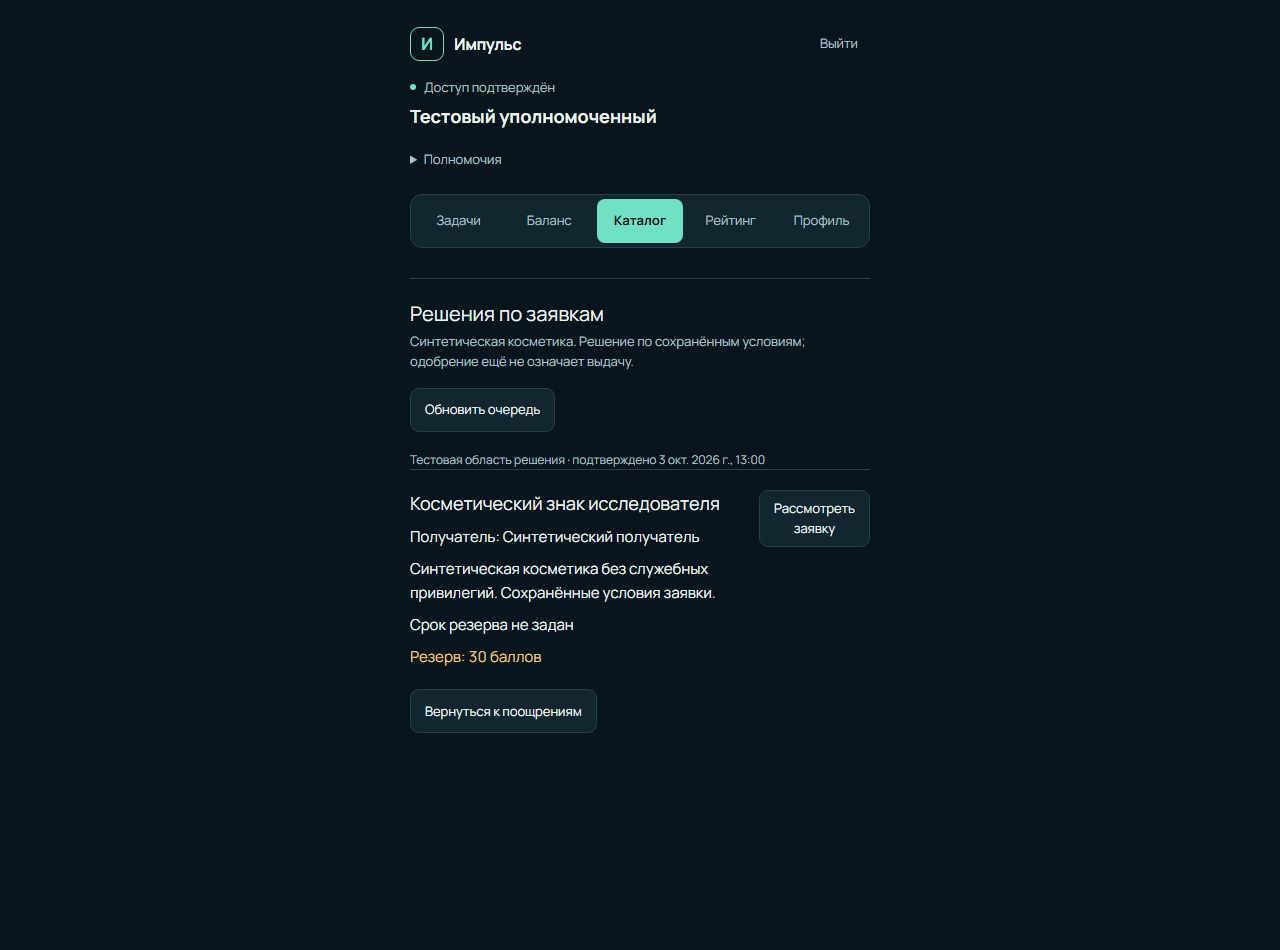 И Импульс
Выйти
Доступ подтверждён
Тестовый уполномоченный
Полномочия
Задачи Баланс Каталог Рейтинг Профиль
Решения по заявкам
Синтетическая косметика. Решение по сохранённым условиям;
одобрение ещё не означает выдачу.
Обновить очередь
Тестовая область решения · подтверждено 3 окт. 2026 г., 13:00
Косметический знак исследователя
Рассмотреть
заявку
Получатель: Синтетический получатель
Синтетическая косметика без служебных
привилегий. Сохранённые условия заявки.
Срок резерва не задан
Резерв: 30 баллов
Вернуться к поощрениям